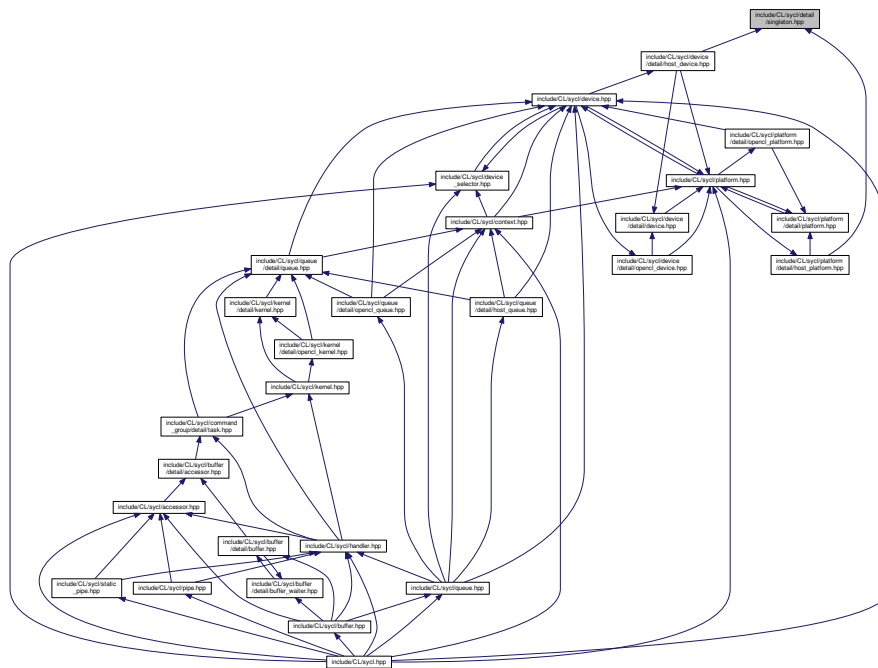 include/CL/sycl/detail
/singleton.hpp
include/CL/sycl/device
/detail/host_device.hpp
include/CL/sycl/device.hpp
include/CL/sycl/platform
/detail/opencl_platform.hpp
include/CL/sycl/device
_selector.hpp
include/CL/sycl/platform.hpp
include/CL/sycl/context.hpp
include/CL/sycl/device
/detail/device.hpp
include/CL/sycl/platform
/detail/platform.hpp
include/CL/sycl/queue
/detail/queue.hpp
include/CL/sycl/device
/detail/opencl_device.hpp
include/CL/sycl/platform
/detail/host_platform.hpp
include/CL/sycl/kernel
/detail/kernel.hpp
include/CL/sycl/queue
/detail/opencl_queue.hpp
include/CL/sycl/queue
/detail/host_queue.hpp
include/CL/sycl/kernel
/detail/opencl_kernel.hpp
include/CL/sycl/kernel.hpp
include/CL/sycl/command
_group/detail/task.hpp
include/CL/sycl/buffer
/detail/accessor.hpp
include/CL/sycl/accessor.hpp
include/CL/sycl/buffer
/detail/buffer.hpp
include/CL/sycl/handler.hpp
include/CL/sycl/static
_pipe.hpp
include/CL/sycl/pipe.hpp
include/CL/sycl/buffer
/detail/buffer_waiter.hpp
include/CL/sycl/queue.hpp
include/CL/sycl/buffer.hpp
include/CL/sycl.hpp